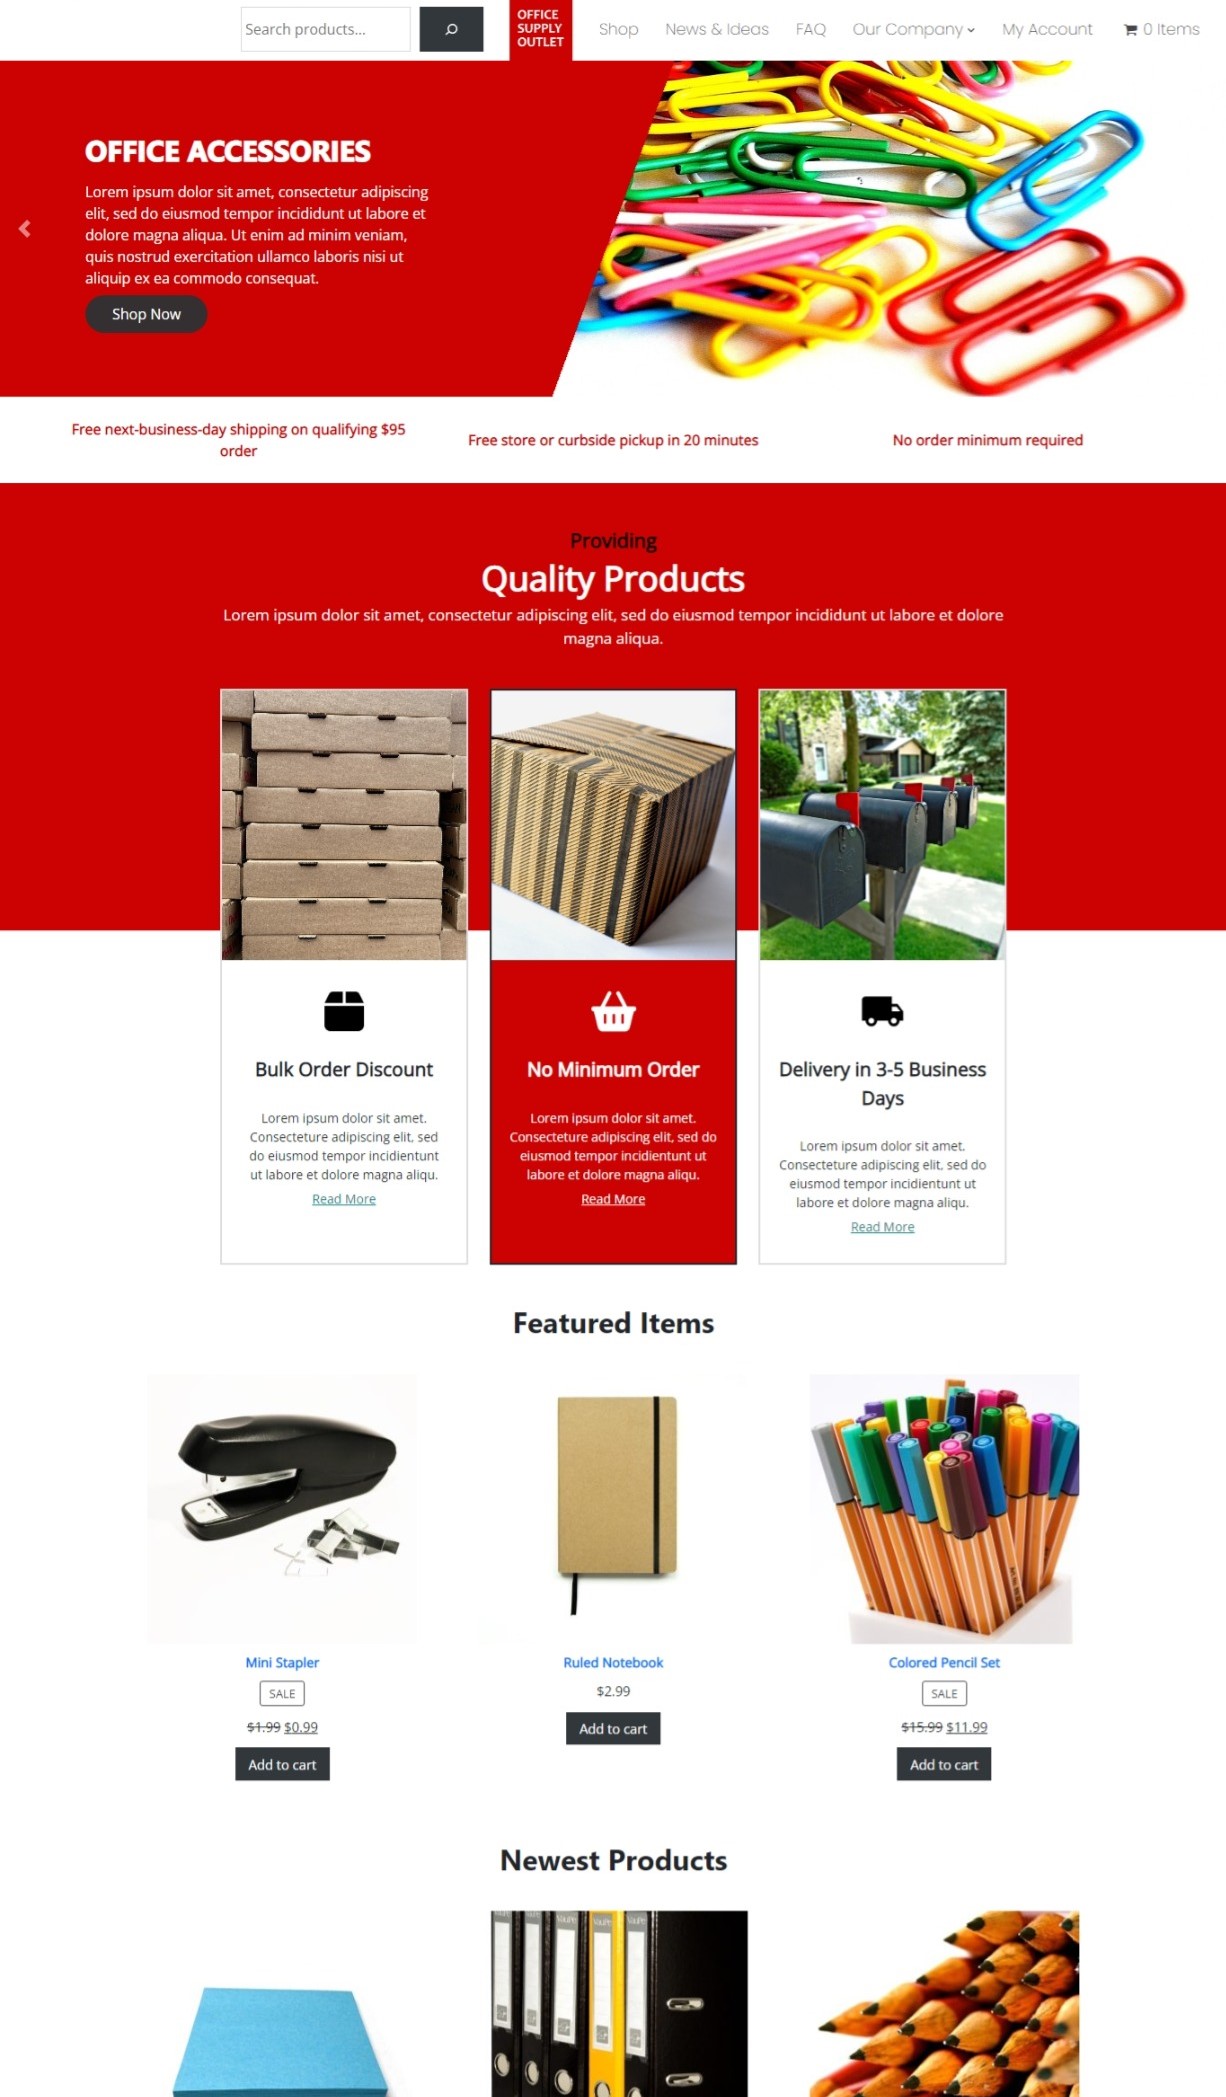 Search products...
OFFICE
SUPPLY
OUTLET
Shop
News & Ideas
FAQ
Our Company
My Account
0 Items
OFFICE ACCESSORIES
Lorem ipsum dolor sit amet, consectetur adipiscing
elit, sed do eiusmod tempor incididunt ut labore et
dolore magna aliqua. Ut enim ad minim veniam,
quis nostrud exercitation ullamco laboris nisi ut
aliquip ex ea commodo consequat.
Shop Now
Free next-business-day shipping on qualifying $95
order
Free store or curbside pickup in 20 minutes
No order minimum required
Providing
Quality Products
Lorem ipsum dolor sit amet, consectetur adipiscing elit, sed do eiusmod tempor incididunt ut labore et dolore
magna aliqua.
Bulk Order Discount
Lorem ipsum dolor sit amet.
Consecteture adipiscing elit, sed
do eiusmod tempor incidientunt
ut labore et dolore magna aliqu.
Read More
No Minimum Order
Lorem ipsum dolor sit amet.
Consecteture adipiscing elit, sed do
eiusmod tempor incidientunt ut
labore et dolore magna aliqu.
Read More
Delivery in 3-5 Business
Days
Lorem ipsum dolor sit amet.
Consecteture adipiscing elit, sed do
eiusmod tempor incidientunt ut
labore et dolore magna aliqu.
Read More
Featured Items
Mini Stapler
SALE
$1.99 $0.99
Add to cart
Ruled Notebook
$2.99
Add to cart
Colored Pencil Set
SALE
$15.99 $11.99
Add to cart
Newest Products